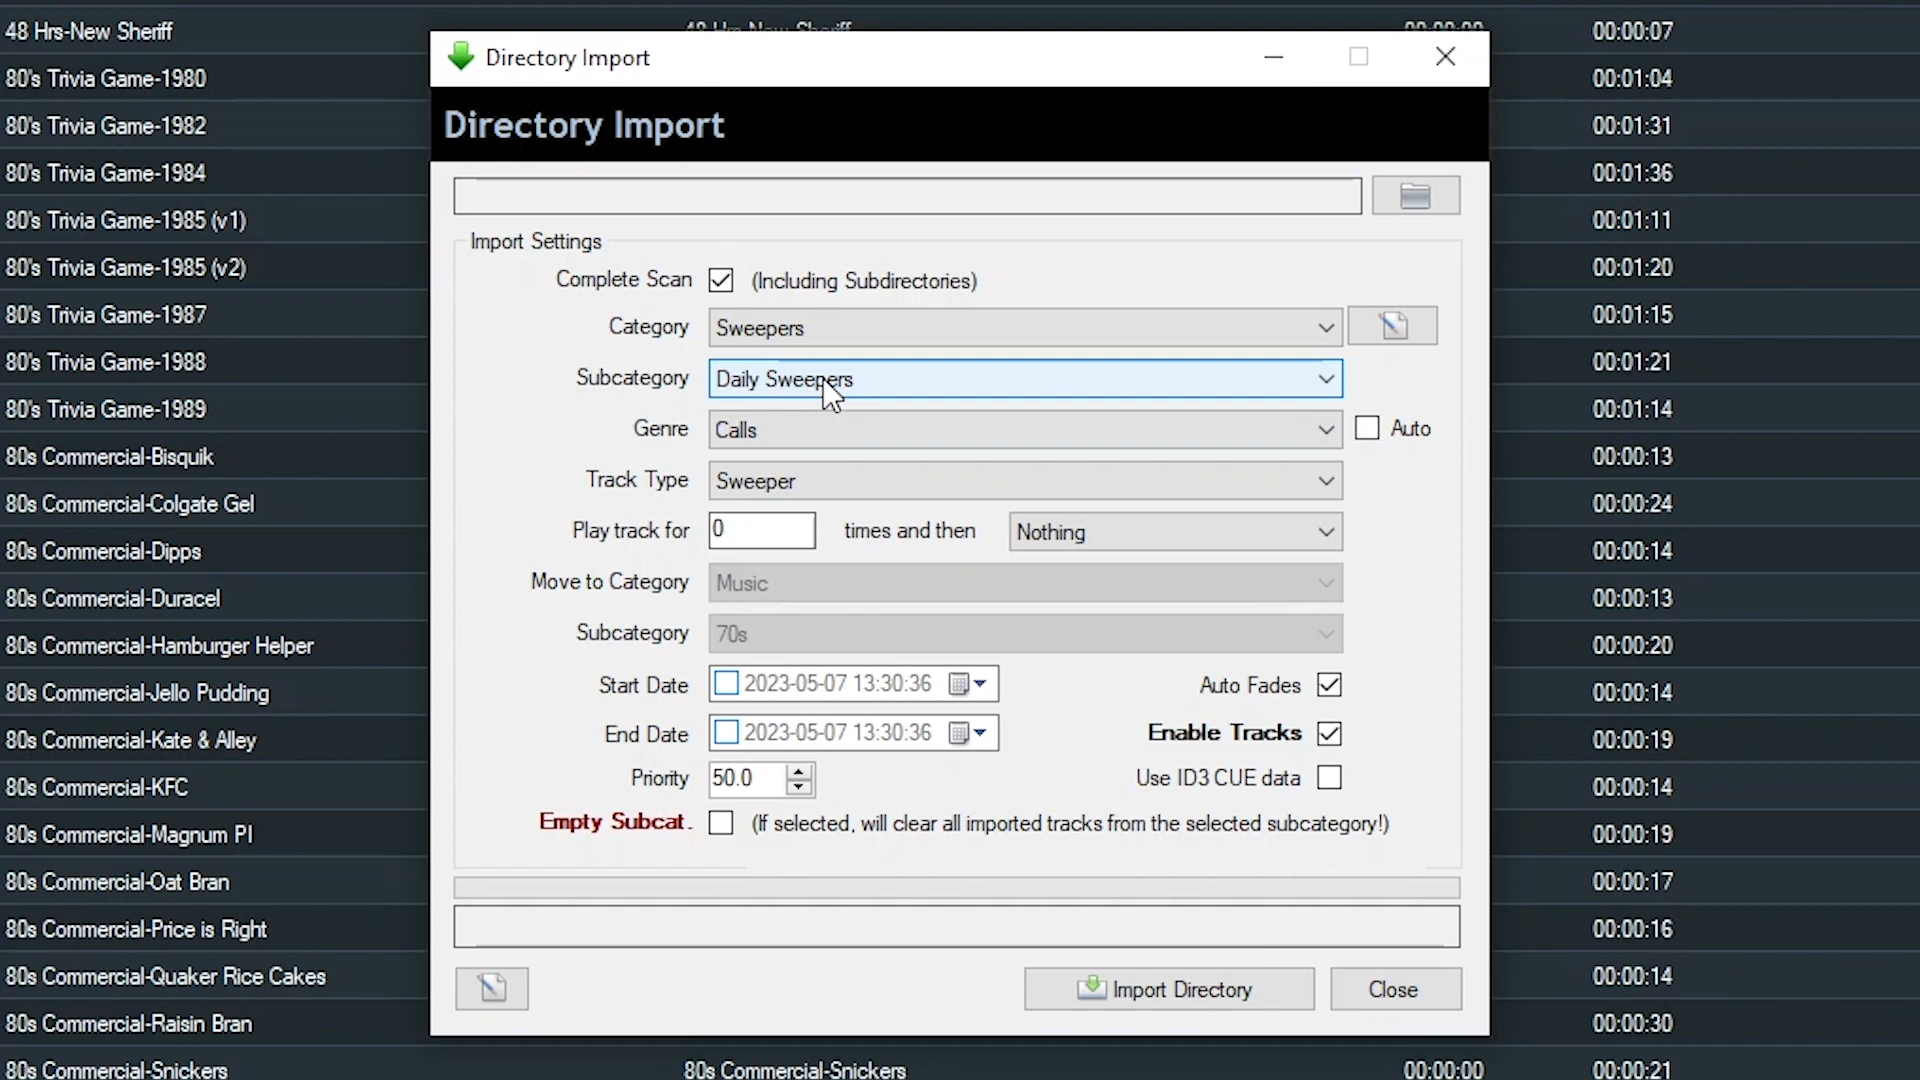 48 Hrs-New Sheriff 48 Hrs-New Sheriff 00:00:00 00:00:07
Directory Import
80's Trivia Game-1980 00:01:04
80's Trivia Game-1982 00:01:31
Directory Import
80's Trivia Game-1984 00:01:36
80's Trivia Game-1985 (v1) 00:01:11
Import Settings
80's Trivia Game-1985 (v2) 00:01:20
Complete Scan (Including Subdirectories)
80's Trivia Game-1987 00:01:15
Category Sweepers
80's Trivia Game-1988 00:01:21
Subcategory Daily Sweepers
80's Trivia Game-1989 00:01:14
Genre Calls Auto
80s Commercial-Bisquik 00:00:13
Track Type Sweeper
80s Commercial-Colgate Gel 00:00:24
Play track for 0 times and then Nothing
80s Commercial-Dipps 00:00:14
Move to Category Music
80s Commercial-Duracel 00:00:13
Subcategory 70s
80s Commercial-Hamburger Helper 00:00:20
Start Date 2023-05-07 13:30:36 Auto Fades
80s Commercial-Jello Pudding 00:00:14
End Date 2023-05-07 13:30:36 Enable Tracks
80s Commercial-Kate & Alley 00:00:19
Priority 50.0 Use ID3 CUE data
80s Commercial-KFC 00:00:14
Empty Subcat. (If selected, will clear all imported tracks from the selected subcategory!)
80s Commercial-Magnum PI 00:00:19
80s Commercial-Oat Bran 00:00:17
80s Commercial-Price is Right 00:00:16
80s Commercial-Quaker Rice Cakes 00:00:14
Import Directory Close
80s Commercial-Raisin Bran 00:00:30
80s Commercial-Snickers 80s Commercial-Snickers 00:00:00 00:00:21